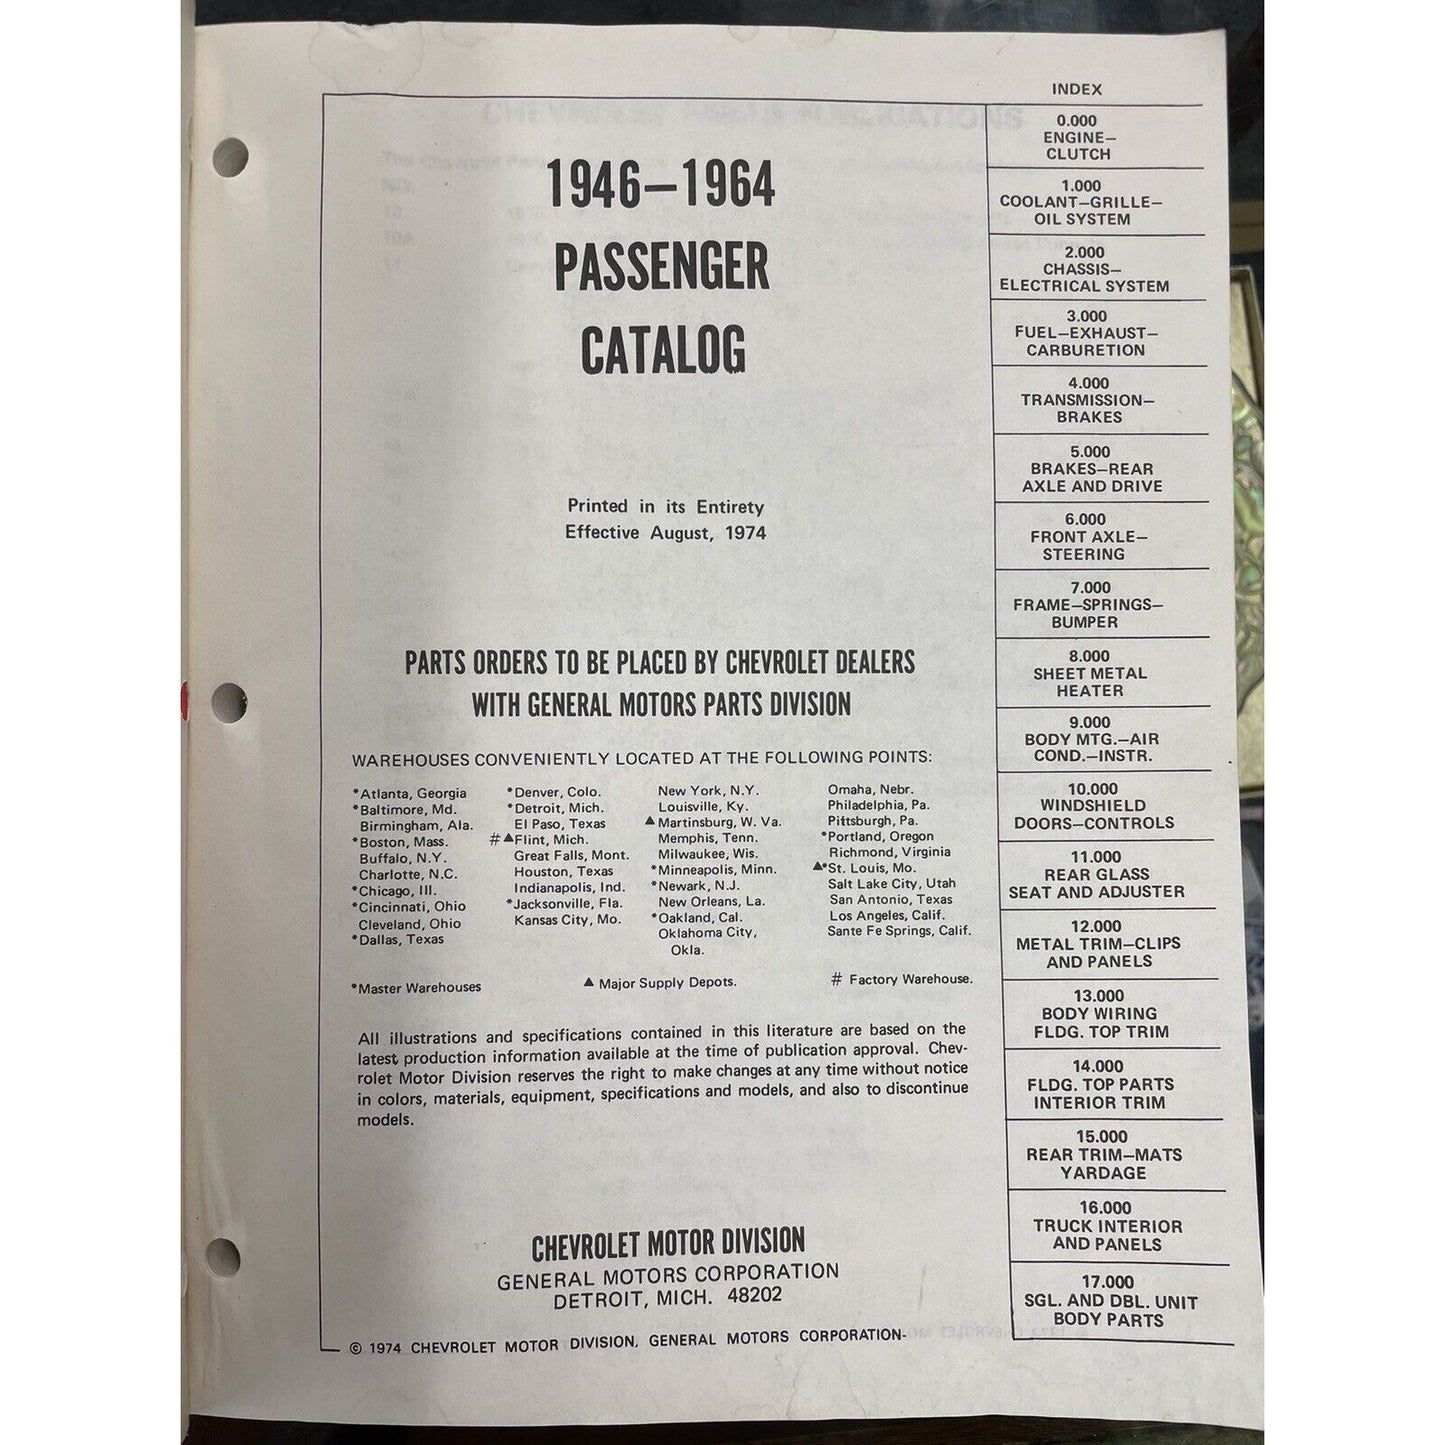 INDEX
1946–1964
PASSENGER
CATALOG
Printed in its Entirety
Effective August, 1974
PARTS ORDERS TO BE PLACED BY CHEVROLET DEALERS
WITH GENERAL MOTORS PARTS DIVISION
WAREHOUSES CONVENIENTLY LOCATED AT THE FOLLOWING POINTS:
*Atlanta, Georgia
*Baltimore, Md.
Birmingham, Ala.
*Boston, Mass.
Buffalo, N.Y.
Charlotte, N.C.
*Chicago, Ill.
*Cincinnati, Ohio
Cleveland, Ohio
*Dallas, Texas
*Denver, Colo.
*Detroit, Mich.
El Paso, Texas
#▲Flint, Mich.
Great Falls, Mont.
Houston, Texas
Indianapolis, Ind.
*Jacksonville, Fla.
Kansas City, Mo.
New York, N.Y.
Louisville, Ky.
▲Martinsburg, W. Va.
Memphis, Tenn.
Milwaukee, Wis.
*Minneapolis, Minn.
*Newark, N.J.
New Orleans, La.
*Oakland, Cal.
Oklahoma City,
Okla.
Omaha, Nebr.
Philadelphia, Pa.
Pittsburgh, Pa.
*Portland, Oregon
Richmond, Virginia
▲*St. Louis, Mo.
Salt Lake City, Utah
San Antonio, Texas
Los Angeles, Calif.
Sante Fe Springs, Calif.
*Master Warehouses
▲ Major Supply Depots.
# Factory Warehouse.
All illustrations and specifications contained in this literature are based on the
latest production information available at the time of publication approval. Chev-
rolet Motor Division reserves the right to make changes at any time without notice
in colors, materials, equipment, specifications and models, and also to discontinue
models.
CHEVROLET MOTOR DIVISION
GENERAL MOTORS CORPORATION
DETROIT, MICH. 48202
© 1974 CHEVROLET MOTOR DIVISION, GENERAL MOTORS CORPORATION-
0.000
ENGINE–
CLUTCH
1.000
COOLANT–GRILLE–
OIL SYSTEM
2.000
CHASSIS–
ELECTRICAL SYSTEM
3.000
FUEL–EXHAUST–
CARBURETION
4.000
TRANSMISSION–
BRAKES
5.000
BRAKES–REAR
AXLE AND DRIVE
6.000
FRONT AXLE–
STEERING
7.000
FRAME–SPRINGS–
BUMPER
8.000
SHEET METAL
HEATER
9.000
BODY MTG.–AIR
COND.–INSTR.
10.000
WINDSHIELD
DOORS–CONTROLS
11.000
REAR GLASS
SEAT AND ADJUSTER
12.000
METAL TRIM–CLIPS
AND PANELS
13.000
BODY WIRING
FLDG. TOP TRIM
14.000
FLDG. TOP PARTS
INTERIOR TRIM
15.000
REAR TRIM–MATS
YARDAGE
16.000
TRUCK INTERIOR
AND PANELS
17.000
SGL. AND DBL. UNIT
BODY PARTS